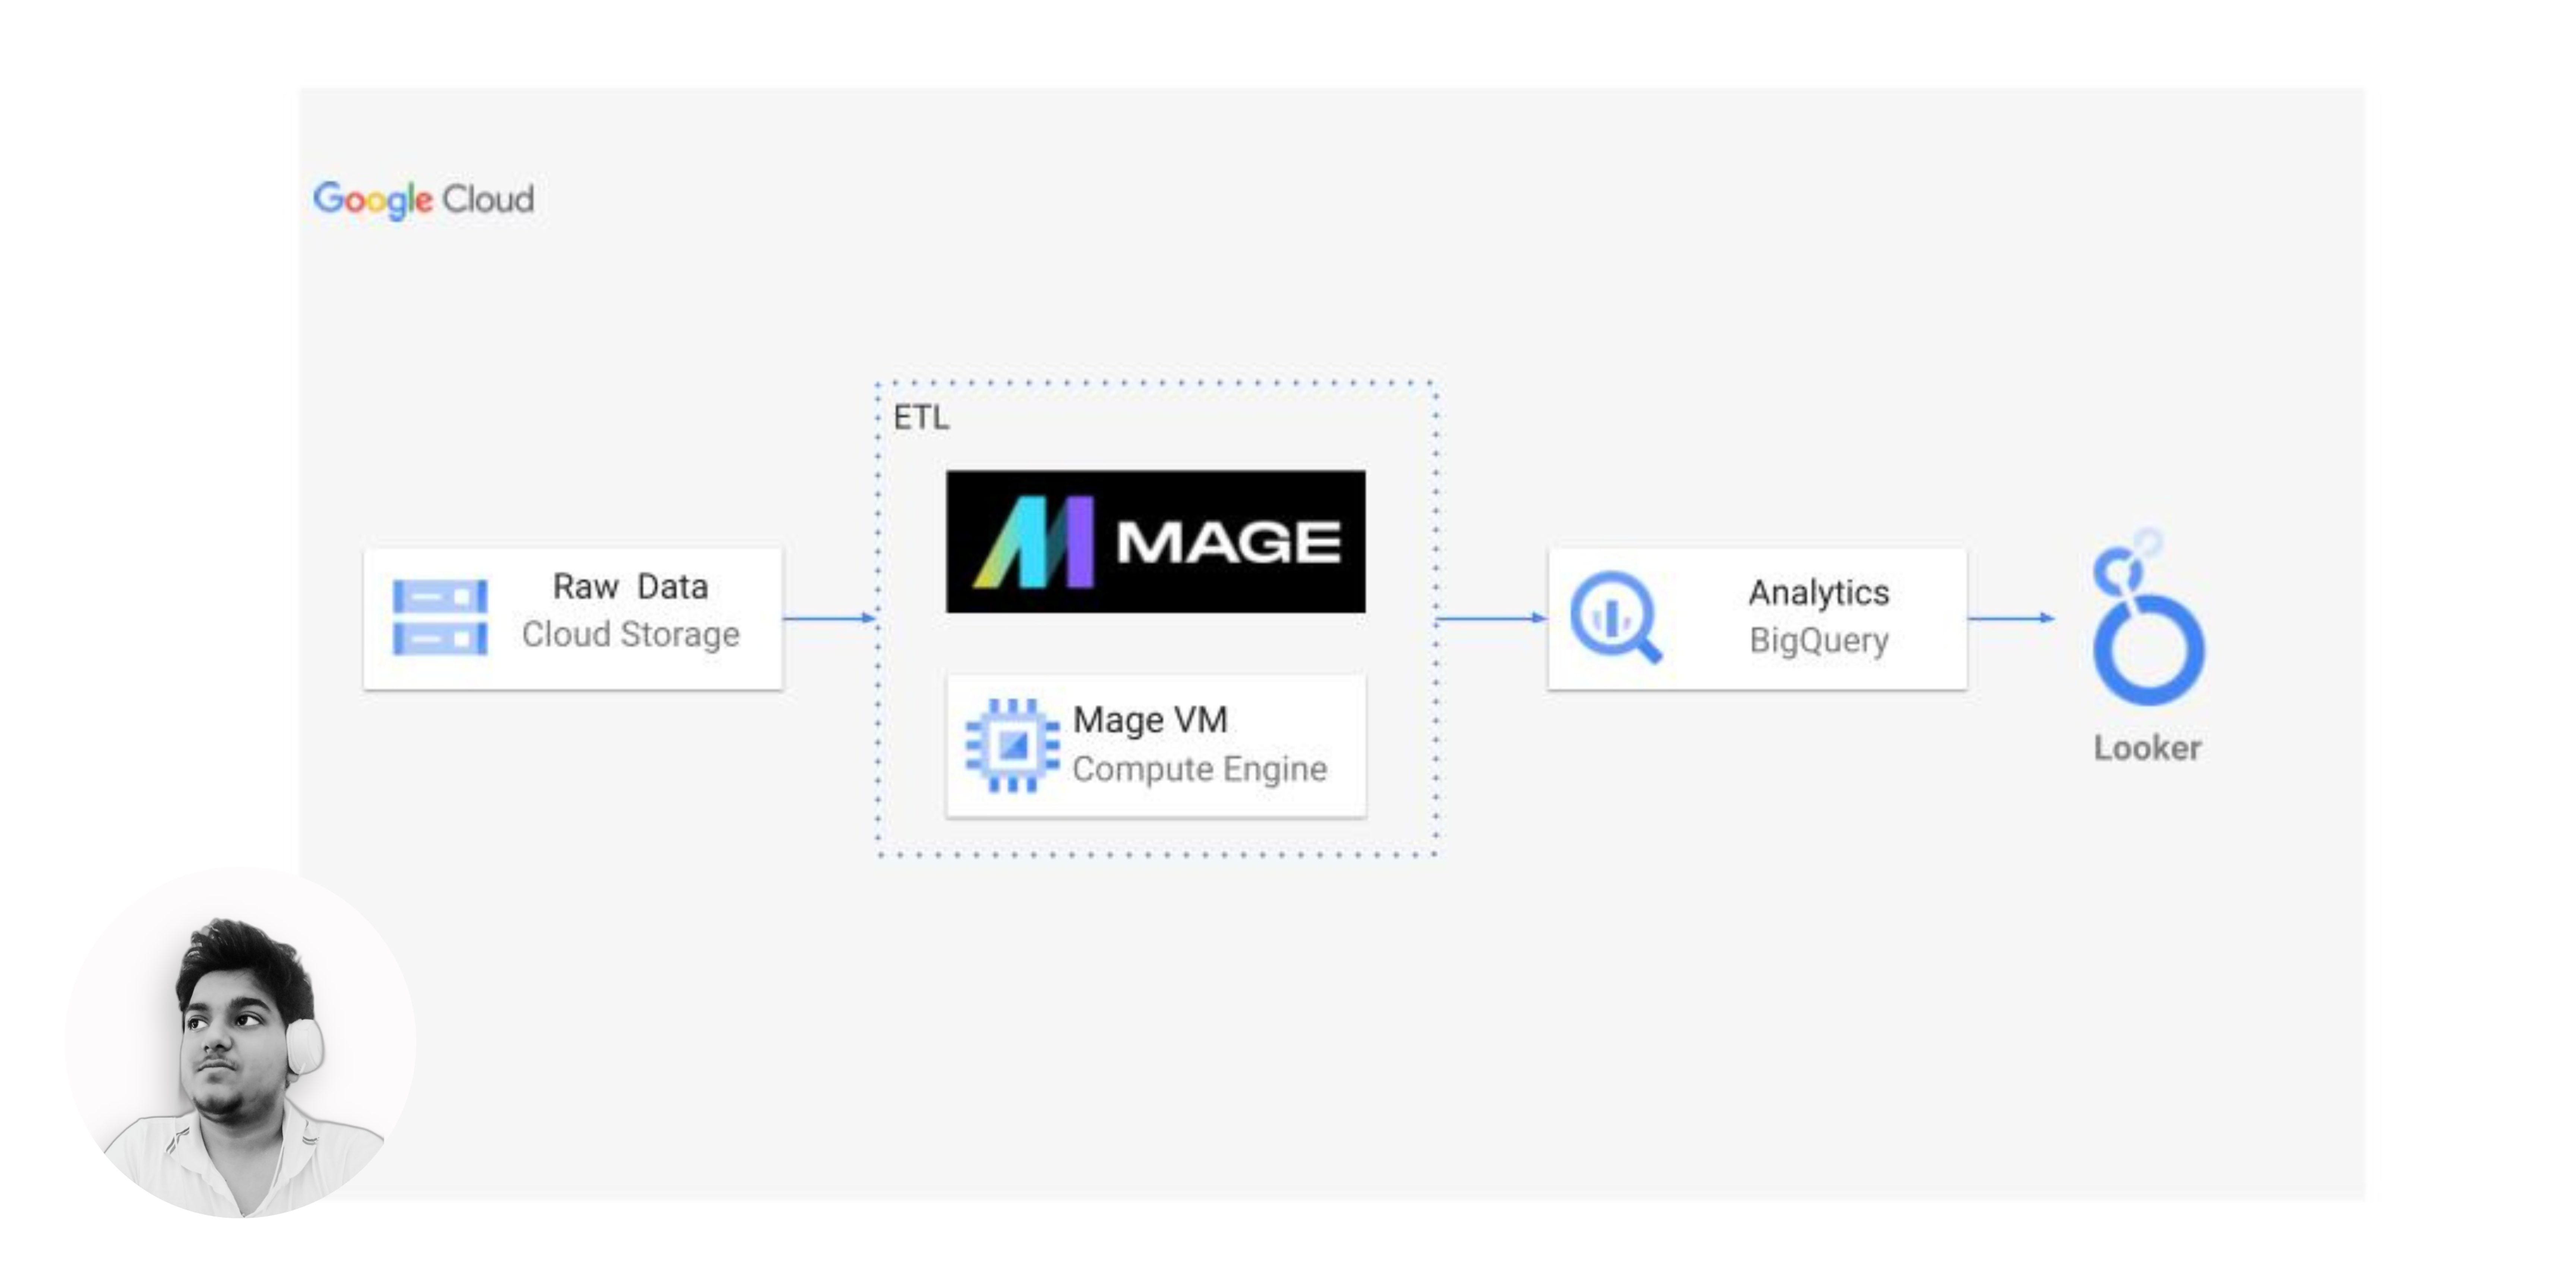 Google Cloud
ETL
MAGE
Raw Data
Cloud Storage
Mage VM
Compute Engine
Analytics
BigQuery
Looker